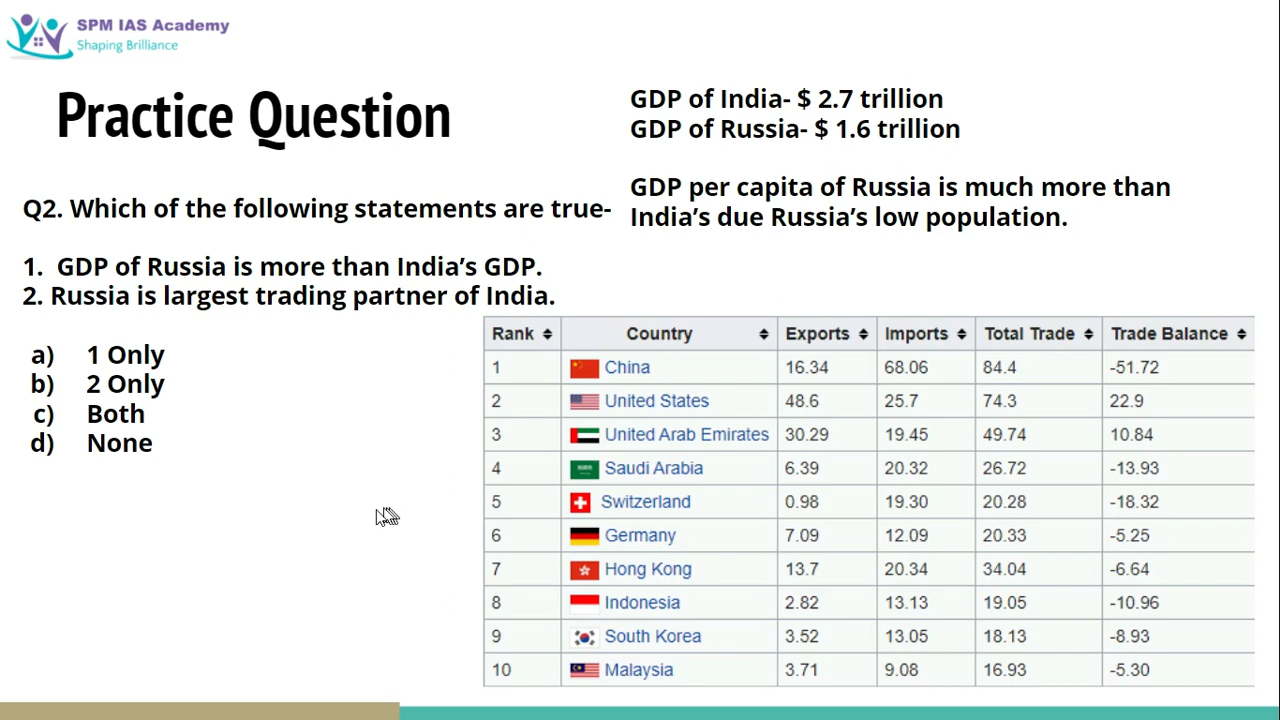 SPM IAS Academy
Shaping Brilliance
Practice Question
Q2. Which of the following statements are true-
1. GDP of Russia is more than India’s GDP.
2. Russia is largest trading partner of India.
a) 1 Only
b) 2 Only
c) Both
d) None
GDP of India- $ 2.7 trillion
GDP of Russia- $ 1.6 trillion
GDP per capita of Russia is much more than
India’s due Russia’s low population.
Rank Country Exports Imports Total Trade Trade Balance
1 China 16.34 68.06 84.4 -51.72
2 United States 48.6 25.7 74.3 22.9
3 United Arab Emirates 30.29 19.45 49.74 10.84
4 Saudi Arabia 6.39 20.32 26.72 -13.93
5 Switzerland 0.98 19.30 20.28 -18.32
6 Germany 7.09 12.09 20.33 -5.25
7 Hong Kong 13.7 20.34 34.04 -6.64
8 Indonesia 2.82 13.13 19.05 -10.96
9 South Korea 3.52 13.05 18.13 -8.93
10 Malaysia 3.71 9.08 16.93 -5.30